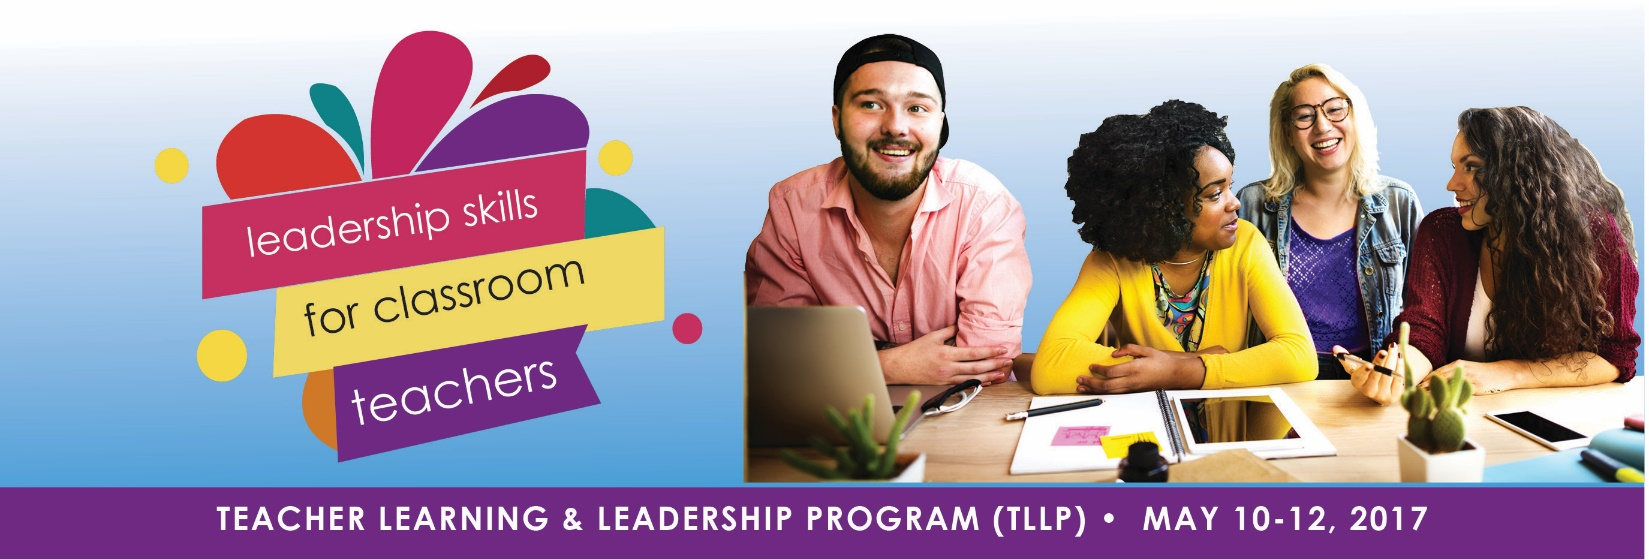 leadership skills
for classroom
teachers
TEACHER LEARNING & LEADERSHIP PROGRAM (TLLP) • MAY 10-12, 2017